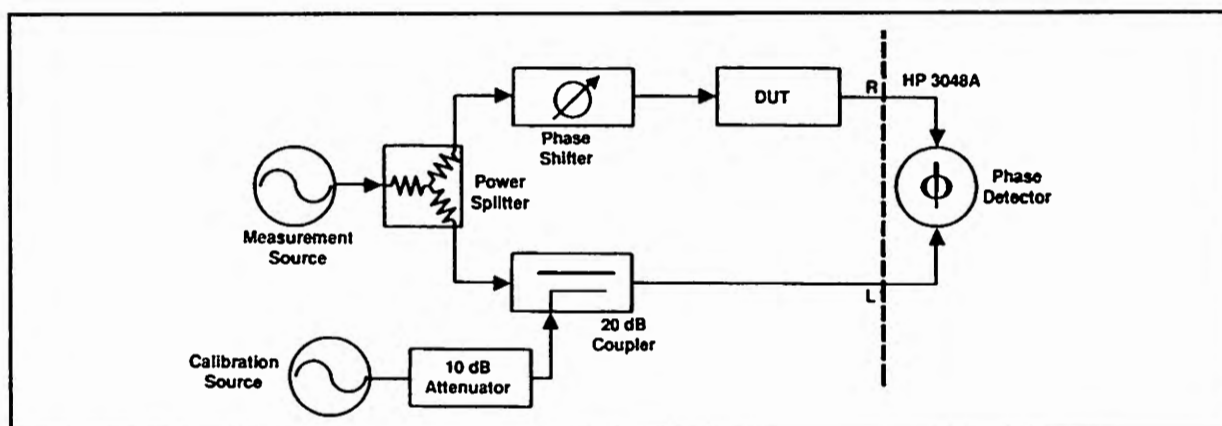 R
HP 3048A
DUT
Phase
Shifter
Power
Splitter
Φ
Phase
Detector
Measurement
Source
L
20 dB
Coupler
Calibration
Source
10 dB
Attenuator